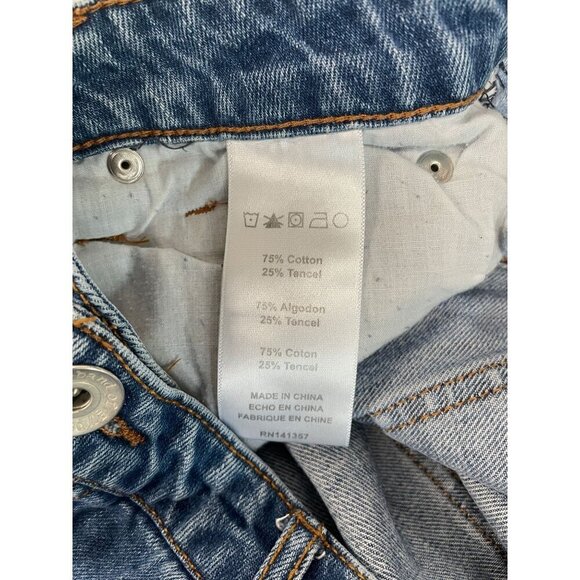 75% Cotton
25% Tencel
75% Algodon
25% Tencel
75% Coton
25% Tencel
MADE IN CHINA
ECHO EN CHINA
FABRIQUE EN CHINE
RN141357